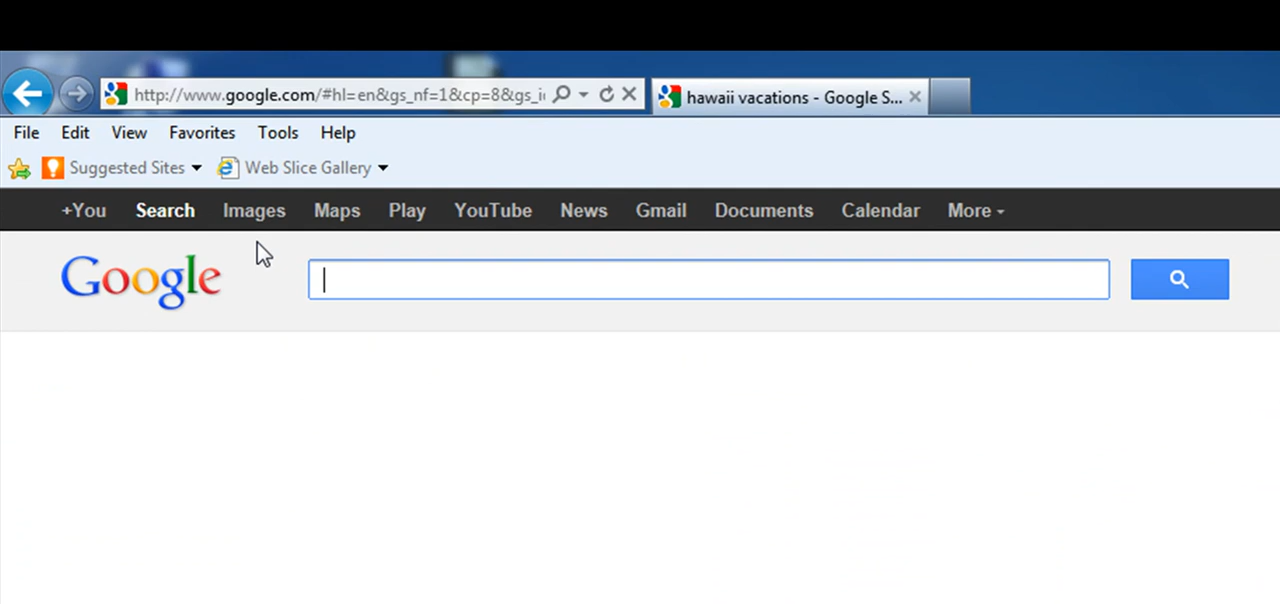 http://www.google.com/#hl=en&gs_nf=1&cp=8&gs_i
hawaii vacations - Google S...
File Edit View Favorites Tools Help
Suggested Sites Web Slice Gallery
+You Search Images Maps Play YouTube News Gmail Documents Calendar More
Google